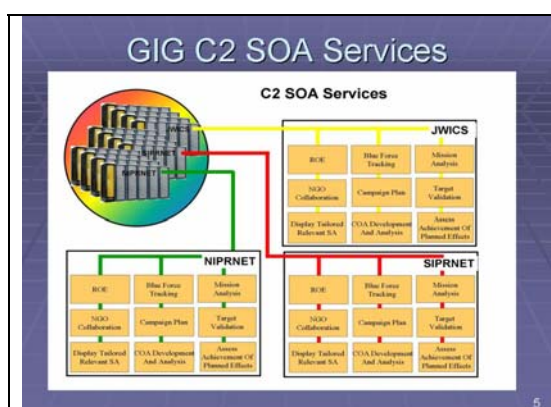 GIG C2 SOA Services
C2 SOA Services
JWICS
SIPRNET
NIPRNET
JWICS
ROE
Blue Force
Tracking
Mission
Analysis
NGO
Collaboration
Campaign Plan
Target
Validation
Display Tailored
Relevant SA
COA Development
And Analysis
Assess
Achievement Of
Planned Effects
NIPRNET
ROE
Blue Force
Tracking
Mission
Analysis
NGO
Collaboration
Campaign Plan
Target
Validation
Display Tailored
Relevant SA
COA Development
And Analysis
Assess
Achievement Of
Planned Effects
SIPRNET
ROE
Blue Force
Tracking
Mission
Analysis
NGO
Collaboration
Campaign Plan
Target
Validation
Display Tailored
Relevant SA
COA Development
And Analysis
Assess
Achievement Of
Planned Effects
5